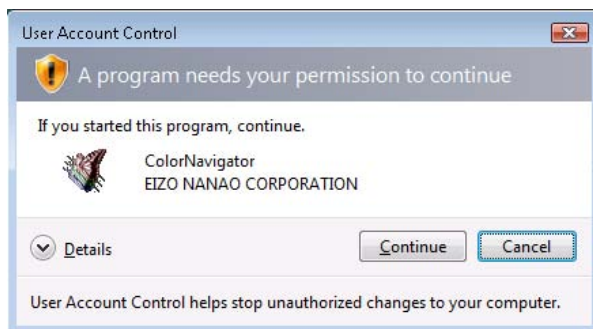 User Account Control
A program needs your permission to continue
If you started this program, continue.
ColorNavigator
EIZO NANAO CORPORATION
Details
Continue
Cancel
User Account Control helps stop unauthorized changes to your computer.